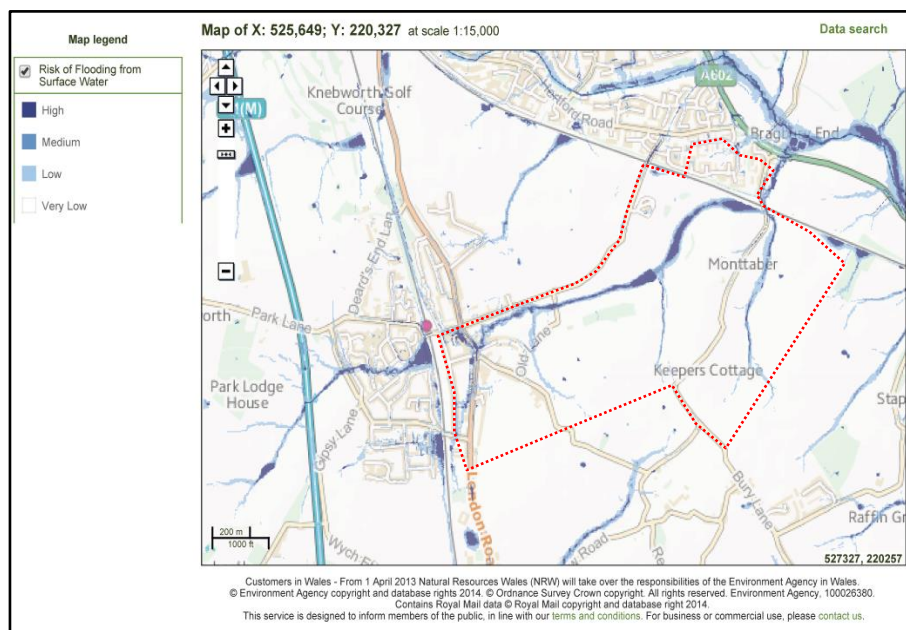 Map legend
Risk of Flooding from
Surface Water
High
Medium
Low
Very Low
Map of X: 525,649; Y: 220,327 at scale 1:15,000
Data search
Knebworth Golf
Course
(M)
A602
Bragbury End
Deard's End Lane
Monttaber
Park Lane
Old Lane
Keepers Cottage
Park Lodge
House
Gipsy Lane
London Road
Bury Lane
200 m
1000 ft
527327, 220257
Customers in Wales - From 1 April 2013 Natural Resources Wales (NRW) will take over the responsibilities of the Environment Agency in Wales.
© Environment Agency copyright and database rights 2014. © Ordnance Survey Crown copyright. All rights reserved. Environment Agency, 100026380.
Contains Royal Mail data © Royal Mail copyright and database right 2014.
This service is designed to inform members of the public, in line with our terms and conditions. For business or commercial use, please contact us.